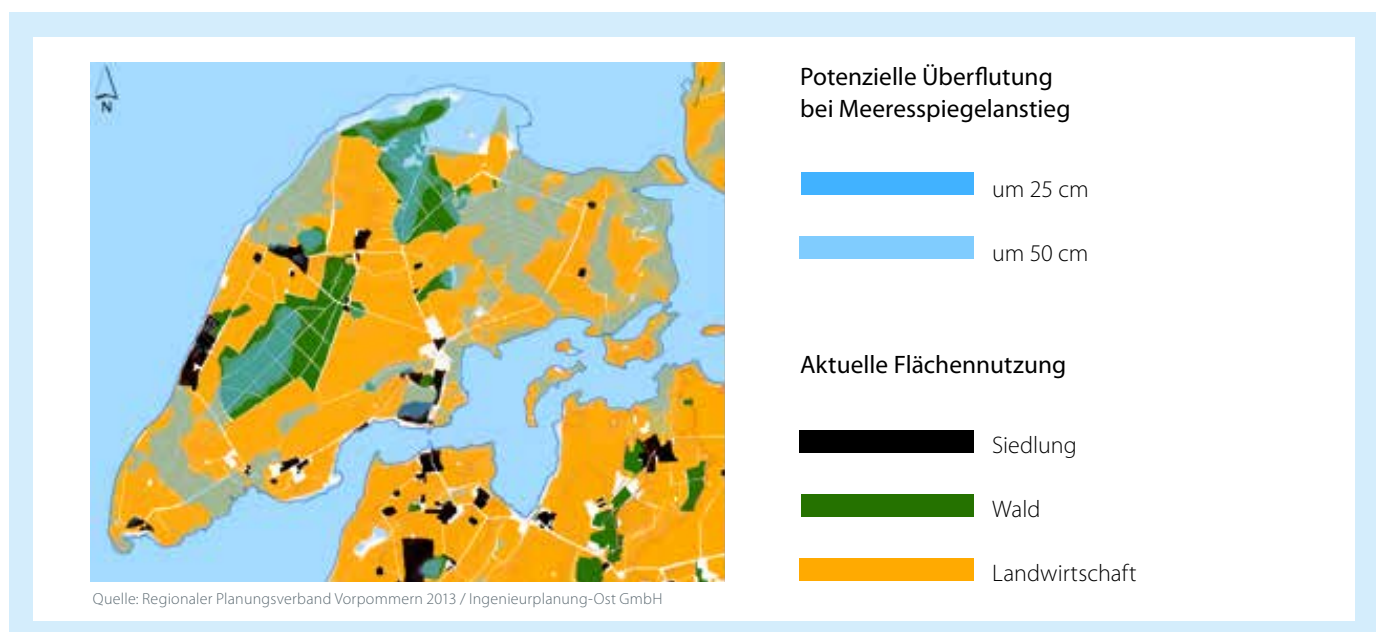 N
Potenzielle Überflutung
bei Meeresspiegelanstieg
um 25 cm
um 50 cm
Aktuelle Flächennutzung
Siedlung
Wald
Landwirtschaft
Quelle: Regionaler Planungsverband Vorpommern 2013 / Ingenieurplanung-Ost GmbH